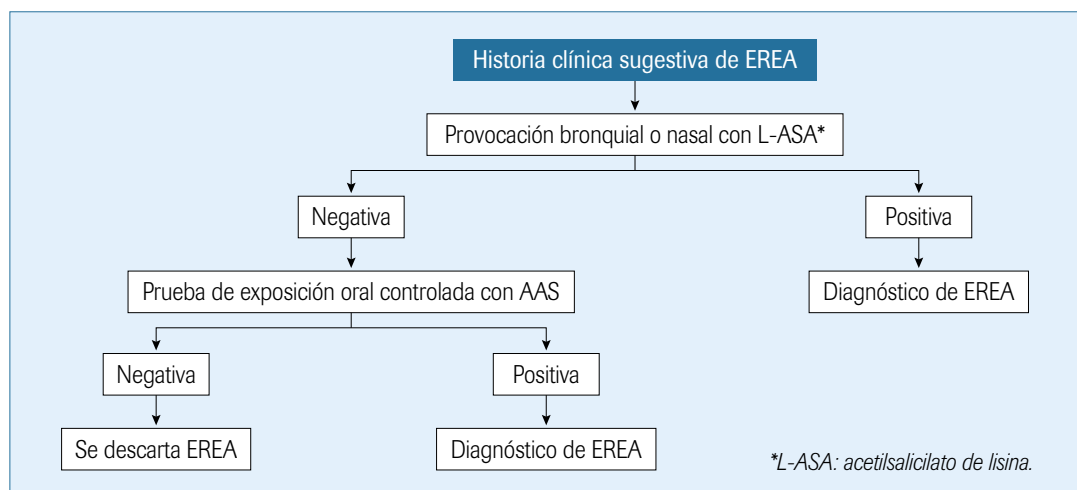 Historia clínica sugestiva de EREA
Provocación bronquial o nasal con L-ASA*
Negativa
Positiva
Prueba de exposición oral controlada con AAS
Diagnóstico de EREA
Negativa
Positiva
Se descarta EREA
Diagnóstico de EREA
*L-ASA: acetilsalicilato de lisina.